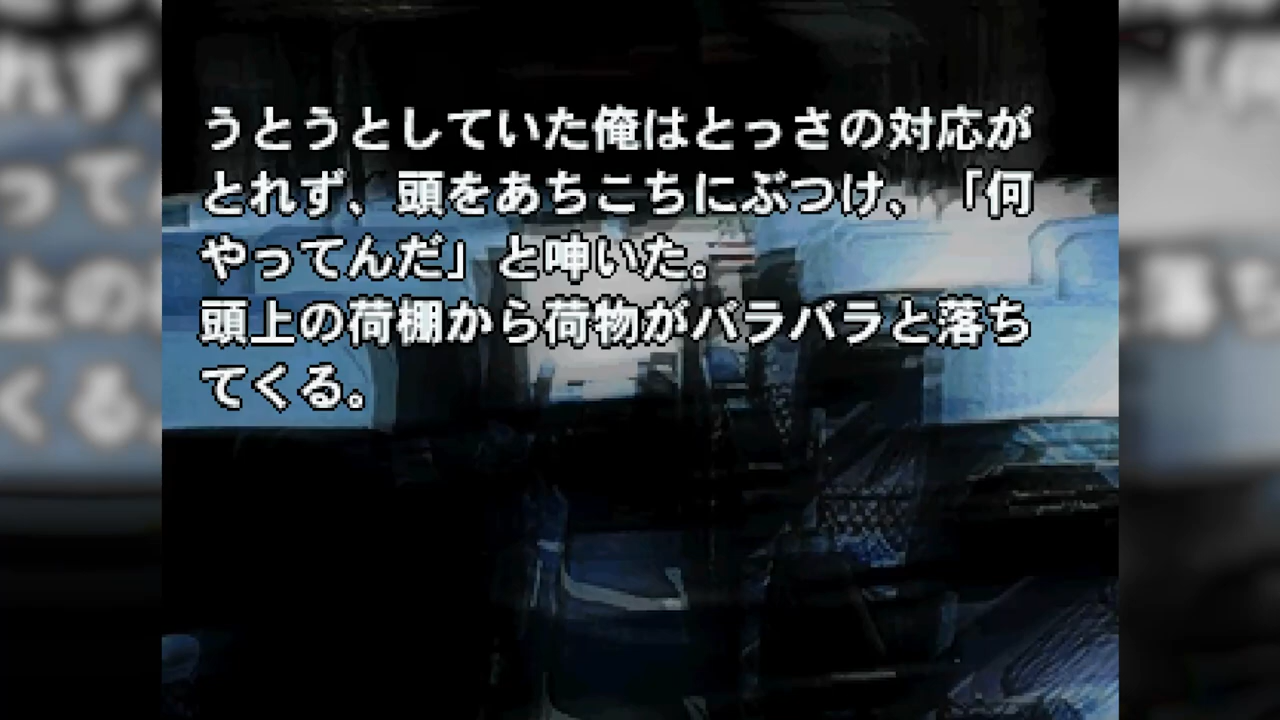 うとうとしていた俺はとっさの対応が
とれず、頭をあちこちにぶつけ、「何
やってんだ」と呻いた。
頭上の荷棚から荷物がバラバラと落ち
てくる。